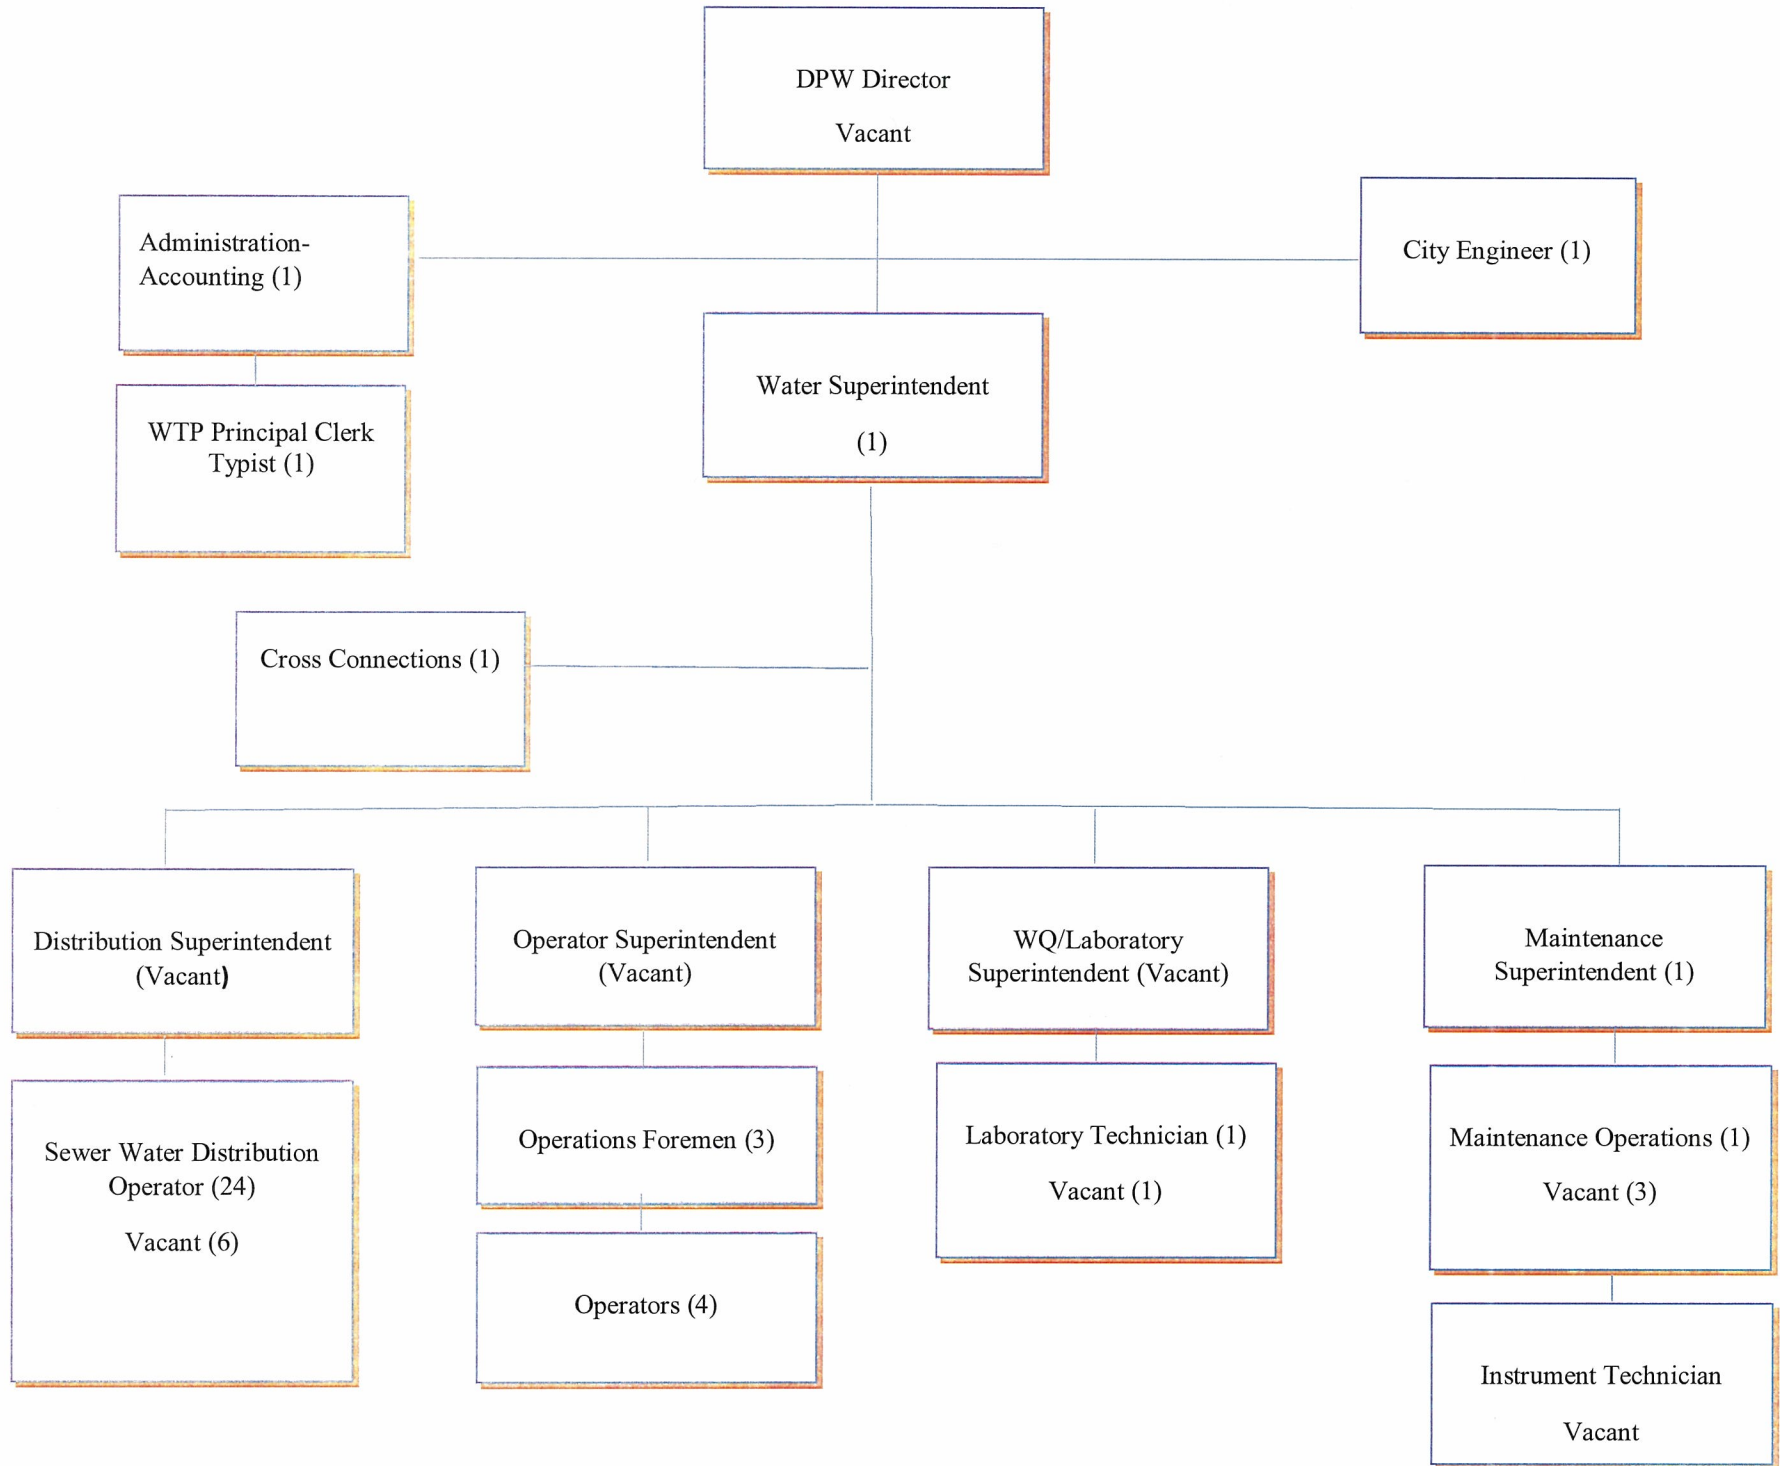 DPW Director
Vacant
Administration-
Accounting (1)
City Engineer (1)
WTP Principal Clerk
Typist (1)
Water Superintendent
(1)
Cross Connections (1)
Distribution Superintendent
(Vacant)
Operator Superintendent
(Vacant)
WQ/Laboratory
Superintendent (Vacant)
Maintenance
Superintendent (1)
Sewer Water Distribution
Operator (24)
Vacant (6)
Operations Foremen (3)
Operators (4)
Laboratory Technician (1)
Vacant (1)
Maintenance Operations (1)
Vacant (3)
Instrument Technician
Vacant